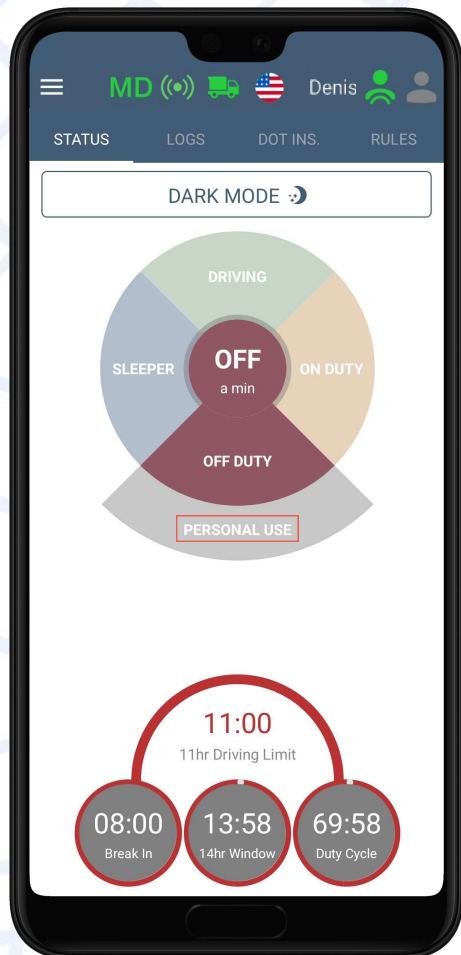 MD
Denis
STATUS
LOGS
DOT INS.
RULES
DARK MODE
DRIVING
SLEEPER
OFF
a min
ON DUTY
OFF DUTY
PERSONAL USE
11:00
11hr Driving Limit
08:00
Break In
13:58
14hr Window
69:58
Duty Cycle